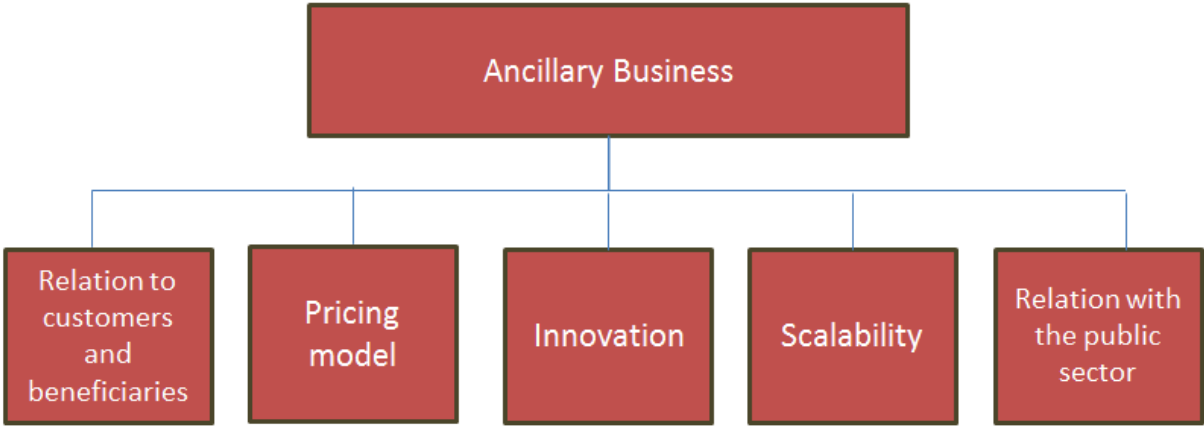 Ancillary Business
Relation to
customers
and
beneficiaries
Pricing
model
Innovation
Scalability
Relation with
the public
sector